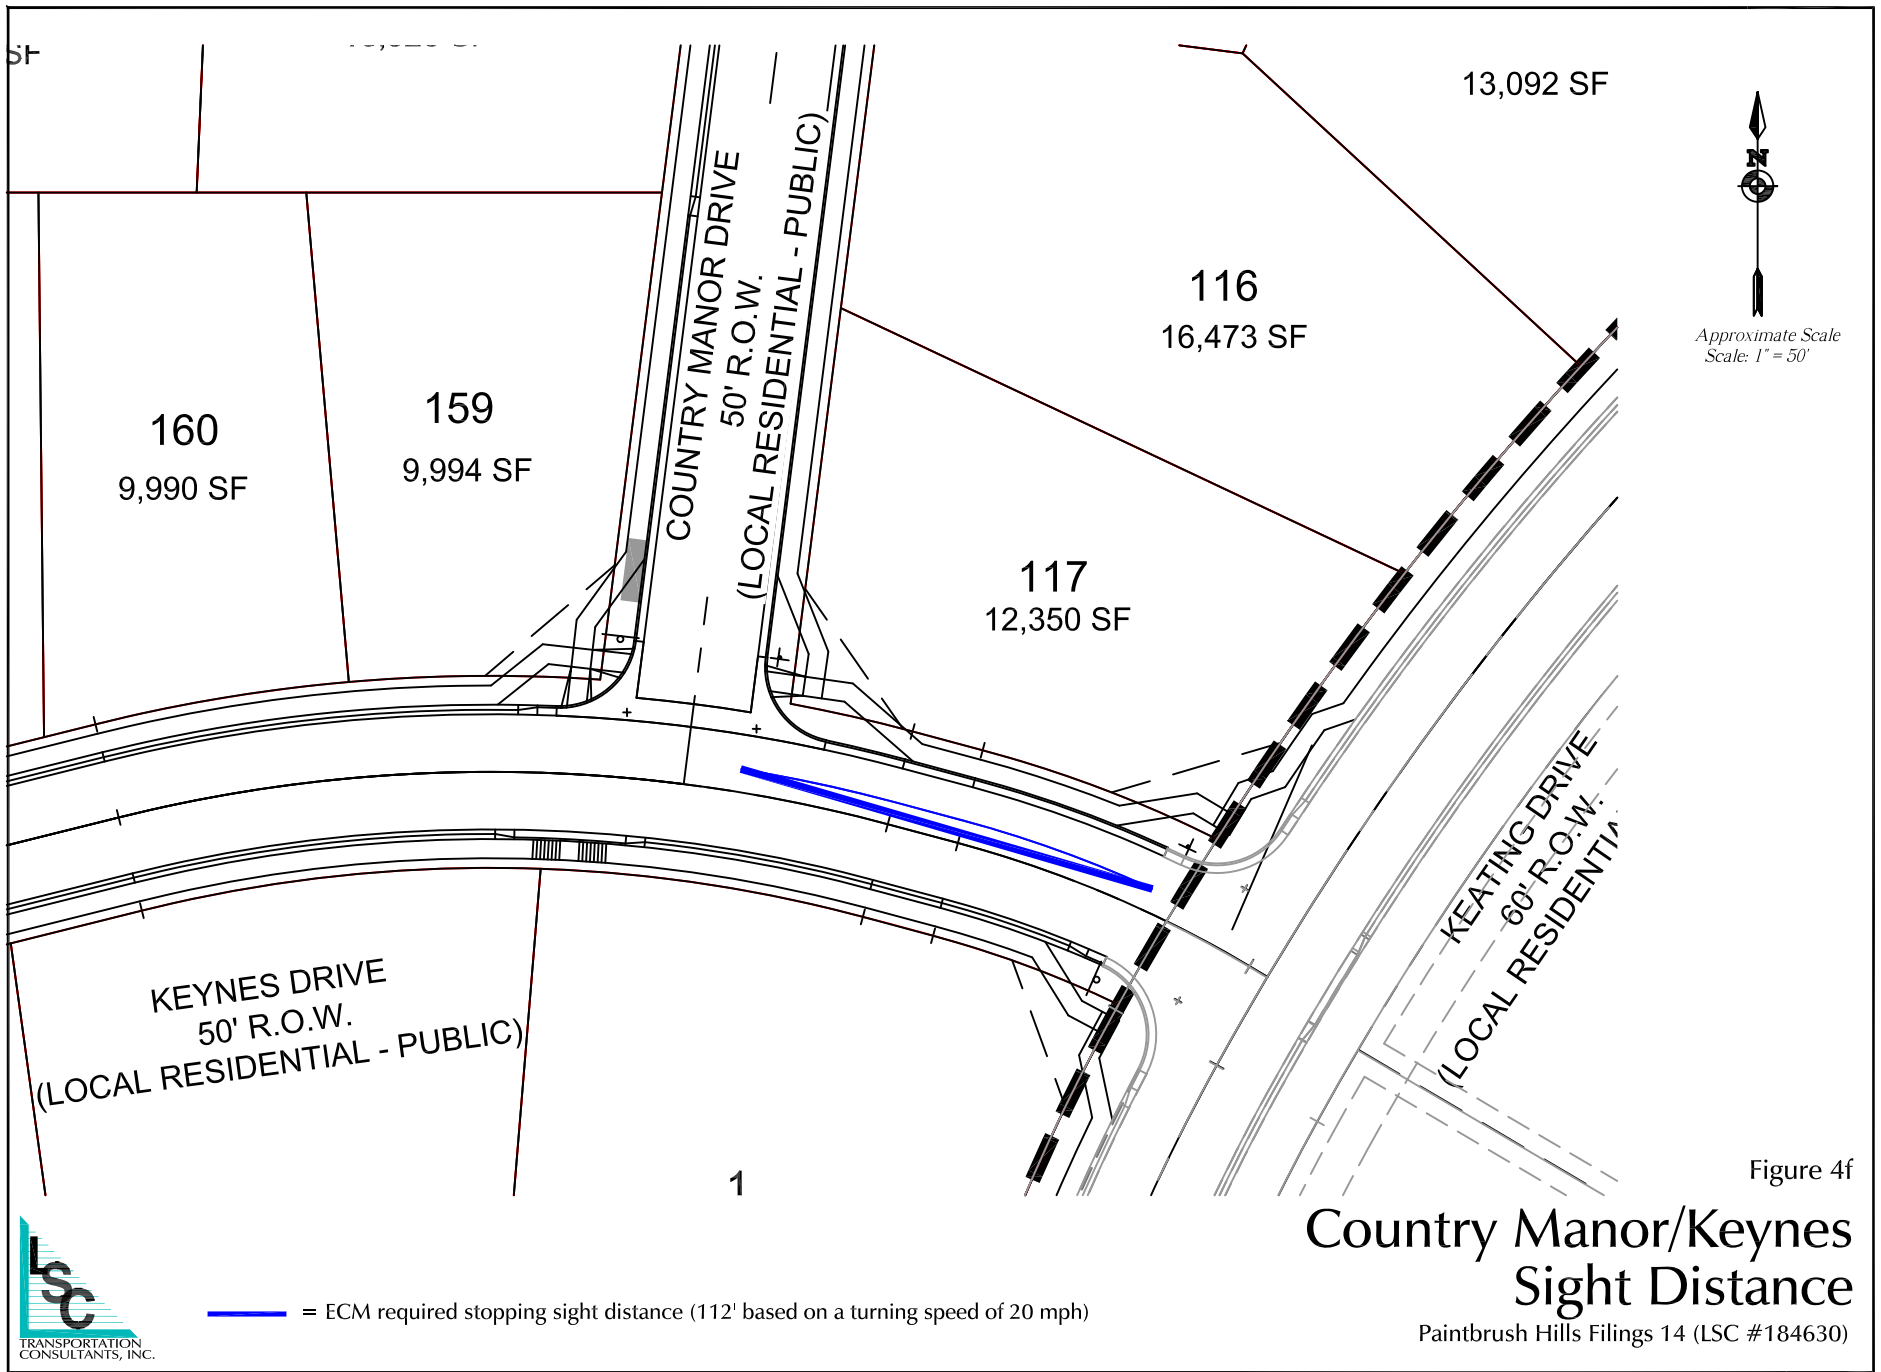 SF
13,092 SF
N
Approximate Scale
Scale: 1" = 50'
COUNTRY MANOR DRIVE
50' R.O.W.
(LOCAL RESIDENTIAL - PUBLIC)
116
16,473 SF
160
9,990 SF
159
9,994 SF
117
12,350 SF
KEATING DRIVE
60' R.O.W.
(LOCAL RESIDENTIA
KEYNES DRIVE
50' R.O.W.
(LOCAL RESIDENTIAL - PUBLIC)
1
Figure 4f
Country Manor/Keynes
Sight Distance
Paintbrush Hills Filings 14 (LSC #184630)
LSC
TRANSPORTATION
CONSULTANTS, INC.
= ECM required stopping sight distance (112' based on a turning speed of 20 mph)